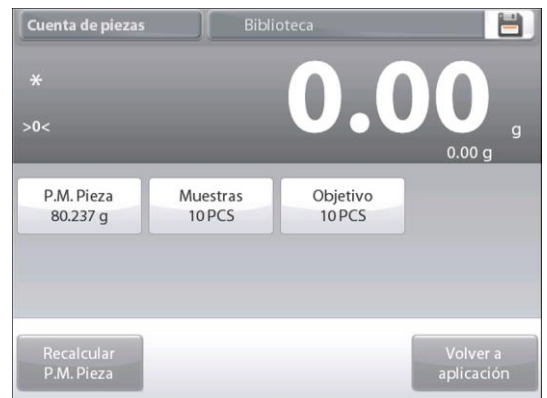 Cuenta de piezas
Biblioteca
*
>0<
0.00 g
0.00 g
P.M. Pieza
80.237 g
Muestras
10 PCS
Objetivo
10 PCS
Recalcular
P.M. Pieza
Volver a
aplicación